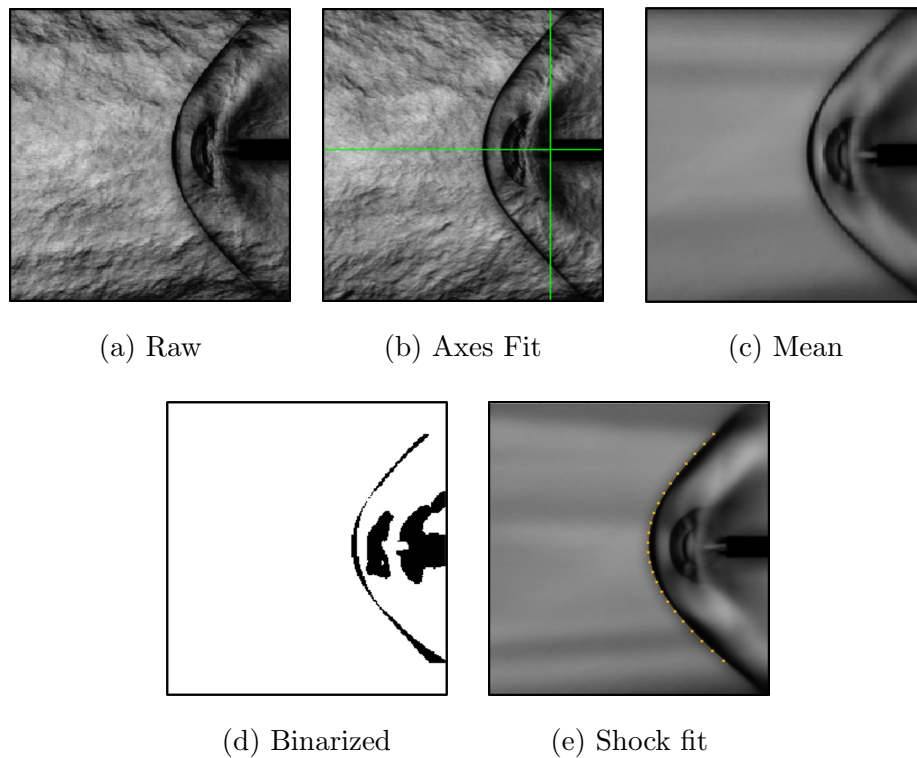 (a) Raw
(b) Axes Fit
(c) Mean
(d) Binarized
(e) Shock fit